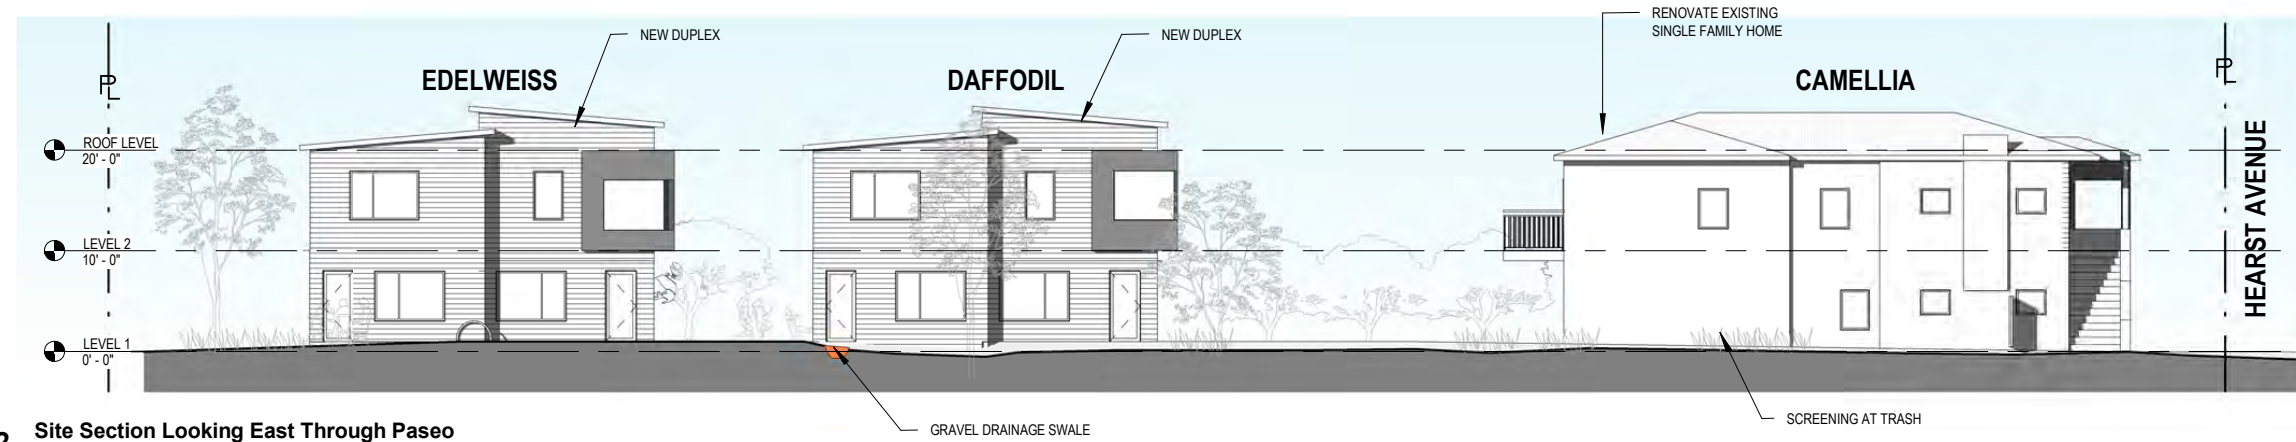 RENOVATE EXISTING
SINGLE FAMILY HOME
NEW DUPLEX
NEW DUPLEX
EDELWEISS
DAFFODIL
CAMELLIA
PL
PL
ROOF LEVEL
20' - 0"
LEVEL 2
10' - 0"
LEVEL 1
0' - 0"
HEARST AVENUE
GRAVEL DRAINAGE SWALE
SCREENING AT TRASH
2
Site Section Looking East Through Paseo